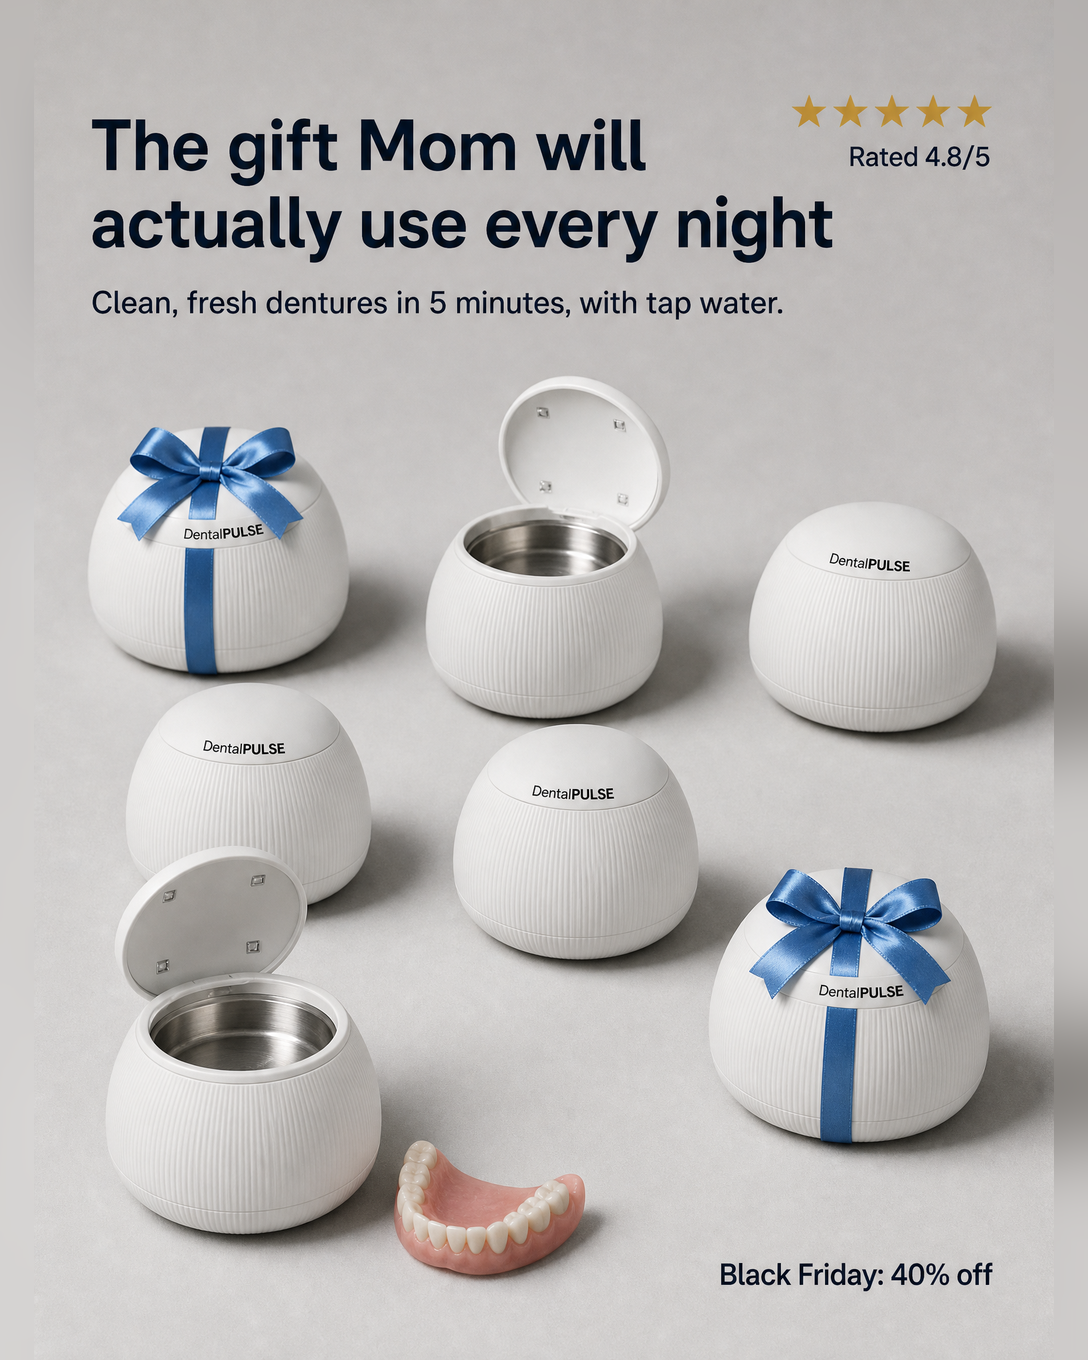 The gift Mom will
actually use every night
★★★★★
Rated 4.8/5
Clean, fresh dentures in 5 minutes, with tap water.
DentalPULSE
DentalPULSE
DentalPULSE
DentalPULSE
DentalPULSE
Black Friday: 40% off